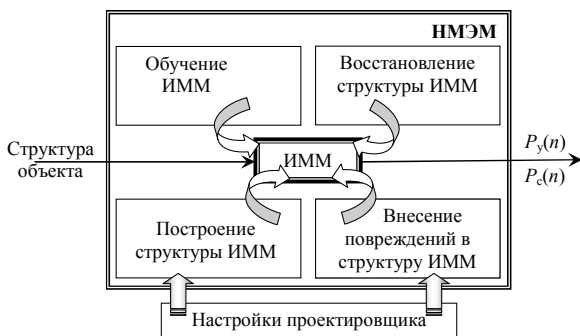 НМЭМ
Обучение
ИММ
Восстановление
структуры ИММ
Структура
объекта
ИММ
Pу(n)
Pс(n)
Построение
структуры ИММ
Внесение
повреждений в
структуру ИММ
Настройки проектировщика